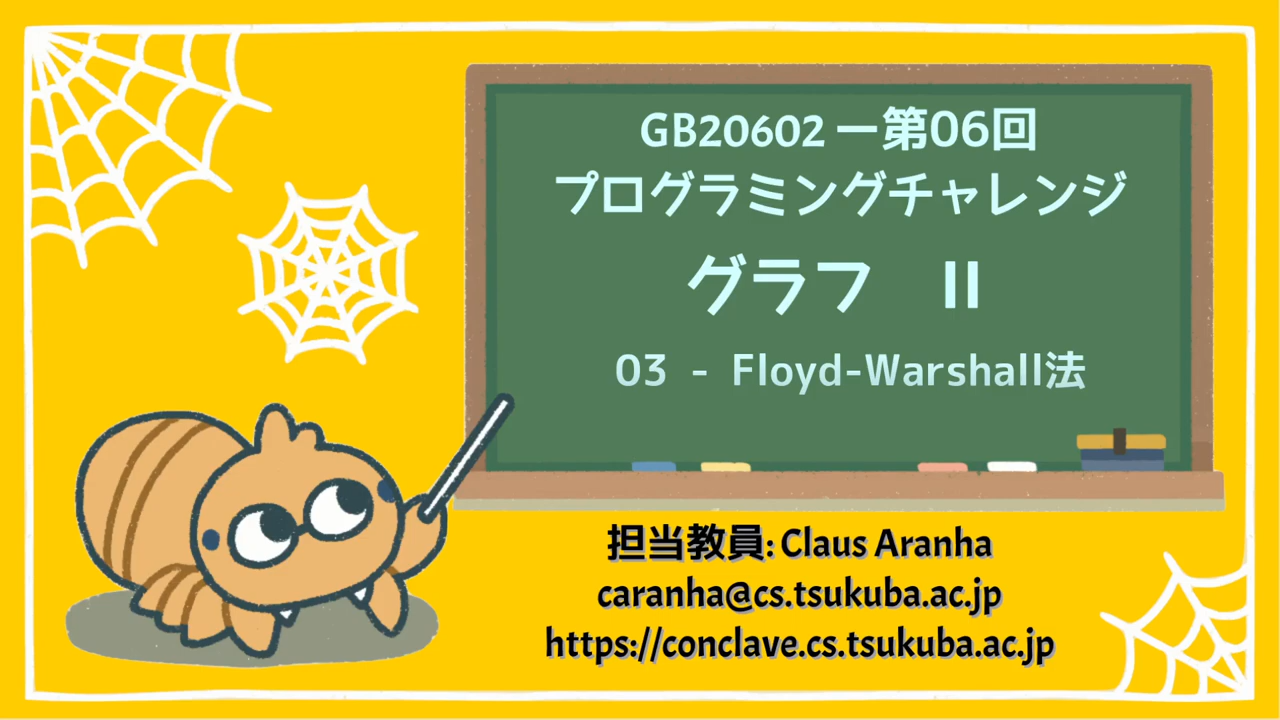 GB20602 ー第06回
プログラミングチャレンジ
グラフ　II
03 - Floyd-Warshall法
担当教員: Claus Aranha
caranha@cs.tsukuba.ac.jp
https://conclave.cs.tsukuba.ac.jp